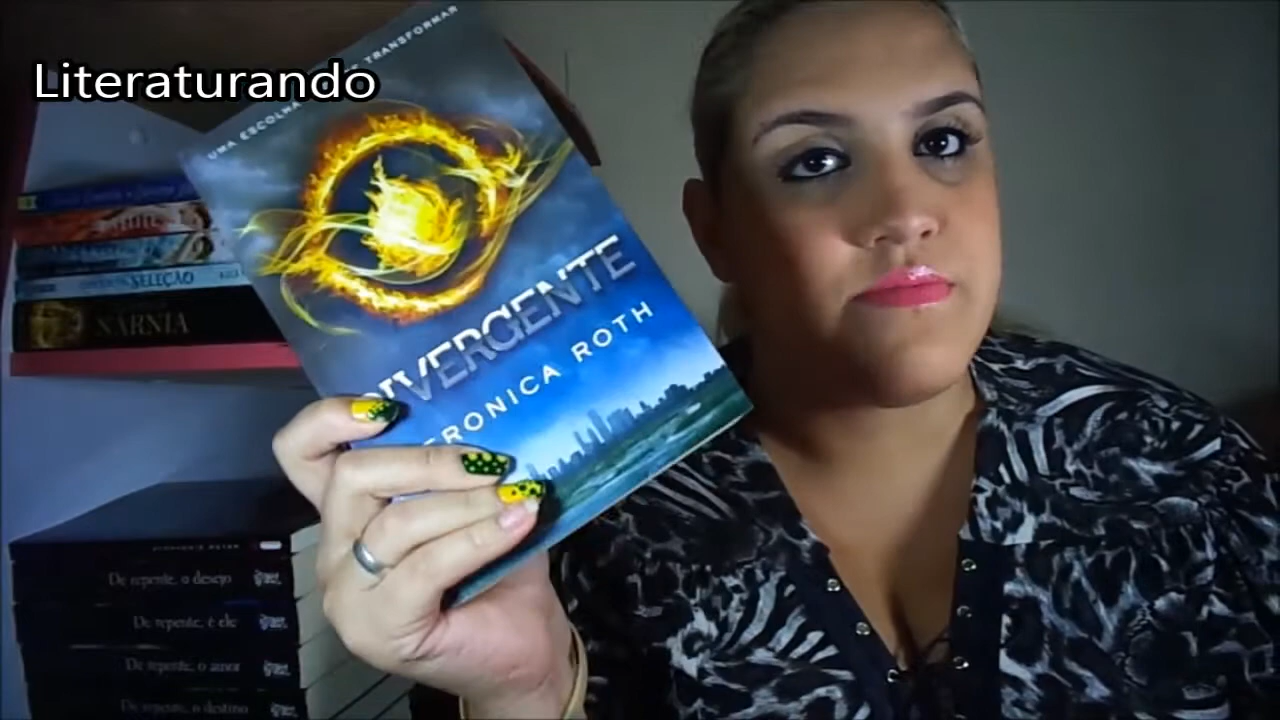 Literaturando
UMA ESCOLHA TRANSFORMAR
DIVERGENTE
VERONICA ROTH
SELEÇÃO
NÁRNIA
De repente, o desejo
De repente, é ele
De repente, o amor
De repente, o destino